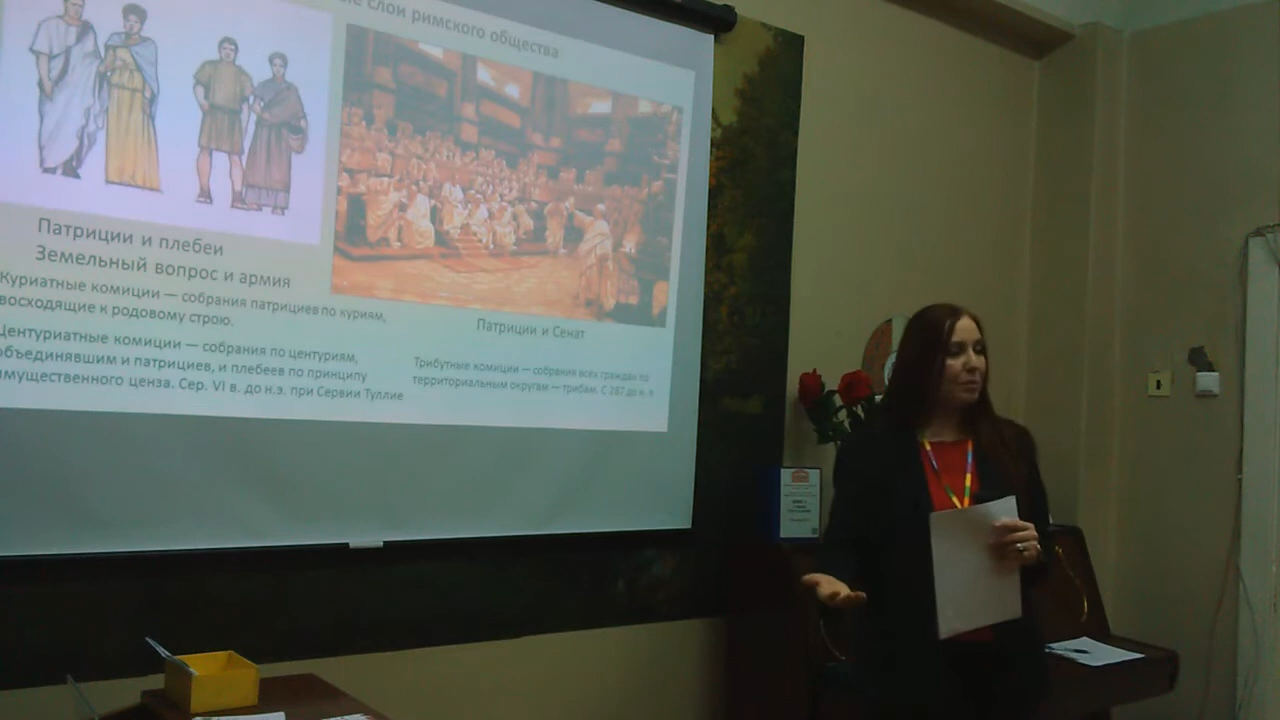 слои римского общества
Патриции и плебеи
Земельный вопрос и армия
Куриатные комиции — собрания патрициев по куриям,
восходящие к родовому строю.
Центуриатные комиции — собрания по центуриям,
объединявшим и патрициев, и плебеев по принципу
имущественного ценза. Сер. VI в. до н.э. при Сервии Туллие
Патриции и Сенат
Трибутные комиции — собрания всех граждан по
территориальным округам — трибам. С 287 до н. э